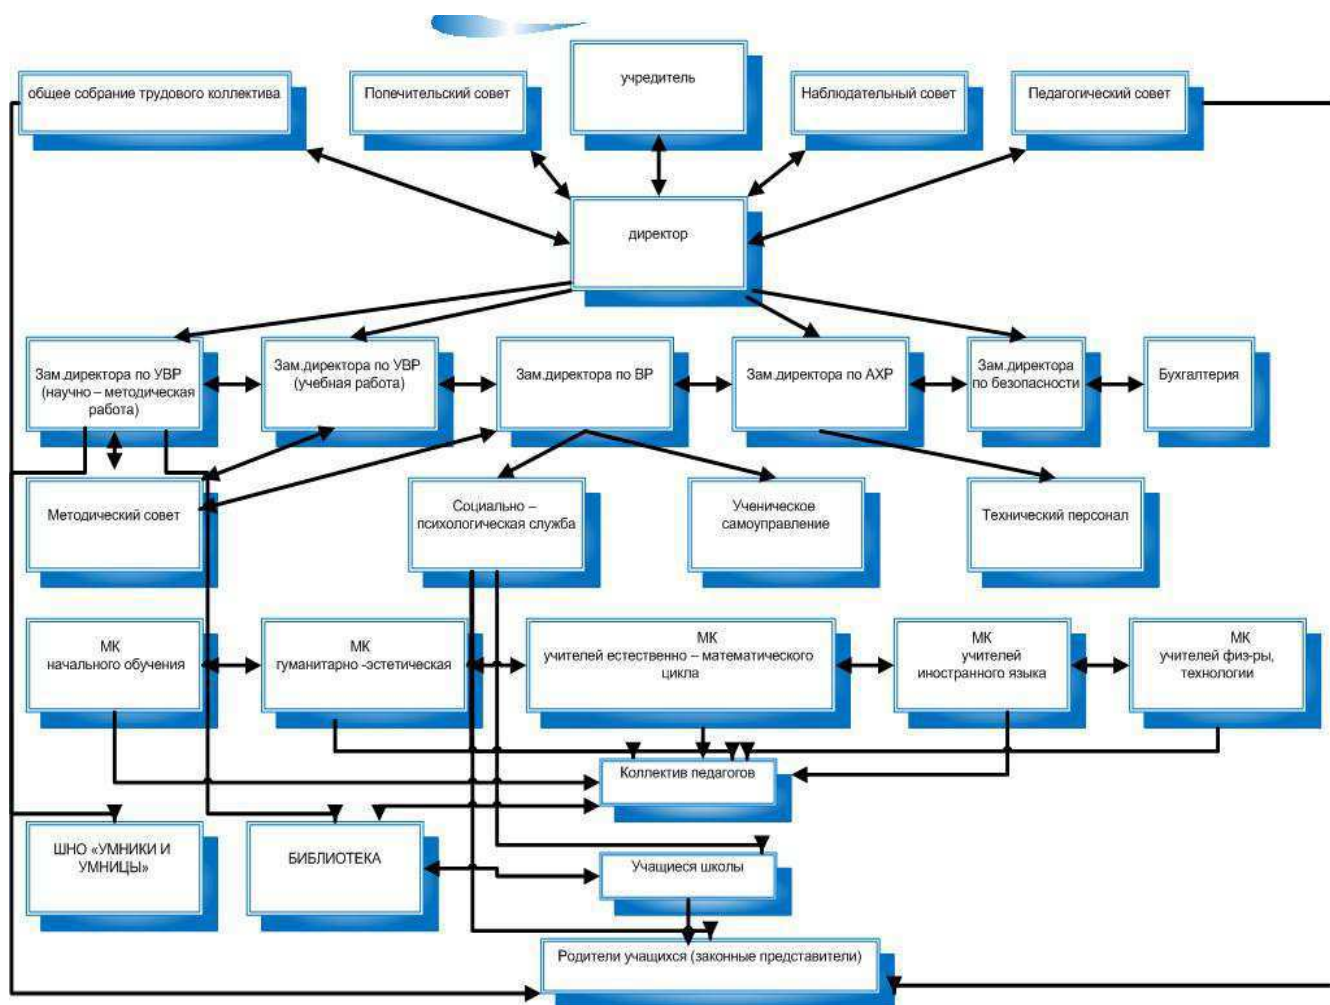 общее собрание трудового коллектива
Попечительский совет
учредитель
Наблюдательный совет
Педагогический совет
директор
Зам.директора по УВР
(научно – методическая
работа)
Зам.директора по УВР
(учебная работа)
Зам.директора по ВР
Зам.директора по АХР
Зам.директора
по безопасности
Бухгалтерия
Методический совет
Социально –
психологическая служба
Ученическое
самоуправление
Технический персонал
МК
начального обучения
МК
гуманитарно -эстетическая
МК
учителей естественно – математического
цикла
МК
учителей
иностранного языка
МК
учителей физ-ры,
технологии
Коллектив педагогов
ШНО «УМНИКИ И
УМНИЦЫ»
БИБЛИОТЕКА
Учащиеся школы
Родители учащихся (законные представители)